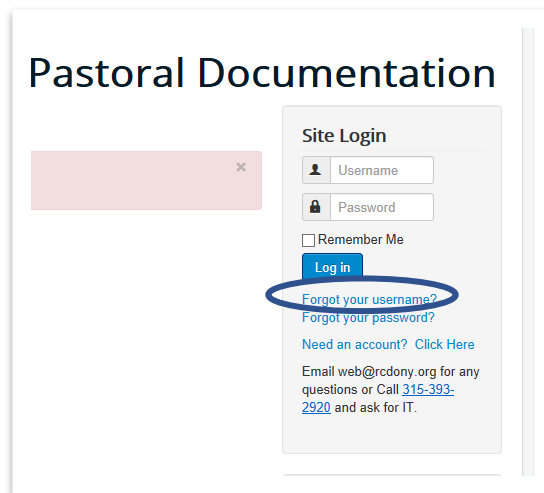 Pastoral Documentation
Site Login
×
Username
Password
Remember Me
Log in
Forgot your username?
Forgot your password?
Need an account? Click Here
Email web@rcdony.org for any
questions or Call 315-393-
2920 and ask for IT.